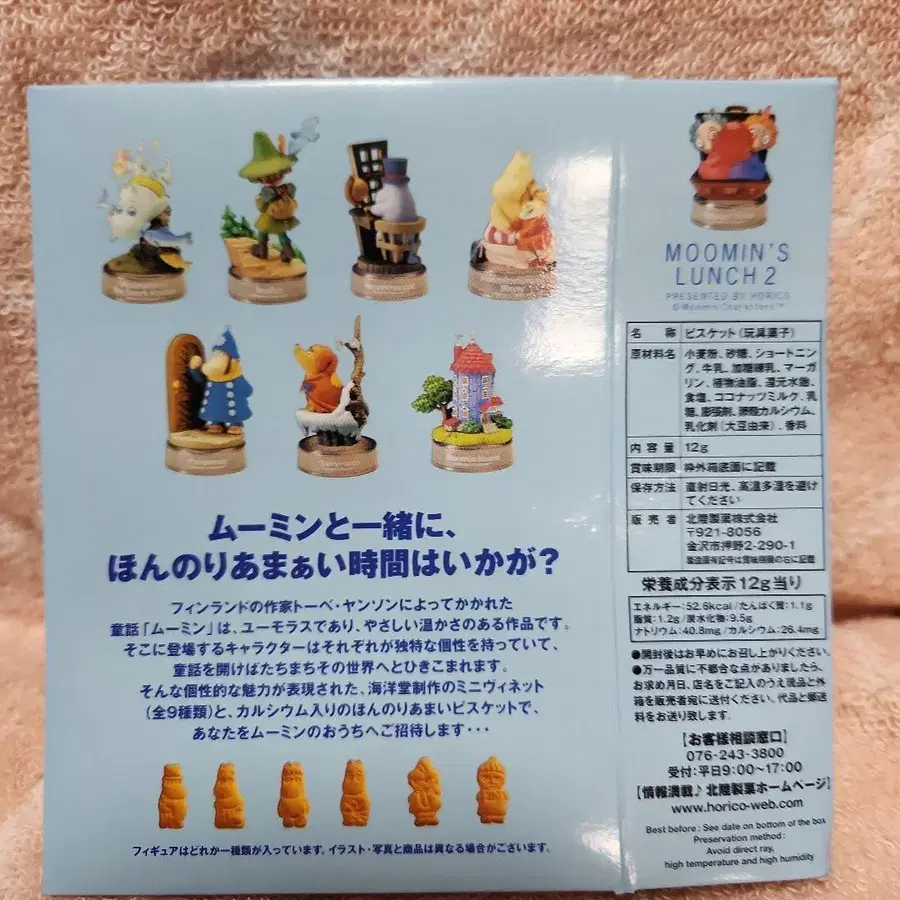 ムーミンと一緒に、
ほんのりあまぁい時間はいかが?
フィンランドの作家トーベ・ヤンソンによってかかれた
童話「ムーミン」は、ユーモラスであり、やさしい温かさのある作品です。
そこに登場するキャラクターはそれぞれが独特な個性を持っていて、
童話を開けばたちまちその世界へとひきこまれます。
そんな個性的な魅力が表現された、海洋堂制作のミニヴィネット
(全9種類)と、カルシウム入りのほんのりあまいビスケットで、
あなたをムーミンのおうちへご招待します・・・
フィギュアはどれか一種類が入っています。イラスト・写真と商品は異なる場合がございます。
MOOMIN'S
LUNCH 2
PRESENTED BY HORICO
©Moomin Characters™
名称 ビスケット(玩具菓子)
原材料名 小麦粉、砂糖、ショートニン
グ、牛乳、加糖練乳、マーガ
リン、植物油脂、還元水飴、
食塩、ココナッツミルク、乳
糖、膨張剤、卵殻カルシウム、
乳化剤(大豆由来)、香料
内容量 12g
賞味期限 枠外箱底面に記載
保存方法 直射日光、高温多湿を避け
てください
販売者 北陸製菓株式会社
〒921-8056
金沢市押野2-290-1
製造固有記号は賞味期限の右に記載
栄養成分表示12g当り
エネルギー:52.6kcal/たんぱく質:1.1g
脂質:1.2g/炭水化物:9.5g
ナトリウム:40.8mg/カルシウム:26.4mg
●開封後はお早めにお召し上がりください。
●万一品質に不都合な点がありましたら、
お求め月日、店名をご記入のうえ現品と外
箱を販売者宛に送付ください。代品と郵送
料をお送り致します。
【お客様相談窓口】
076-243-3800
受付:平日9:00〜17:00
【情報満載♪北陸製菓ホームページ】
www.horico-web.com
Best before: See date on bottom of the box
Preservation method:
Avoid direct ray,
high temperature and high humidity